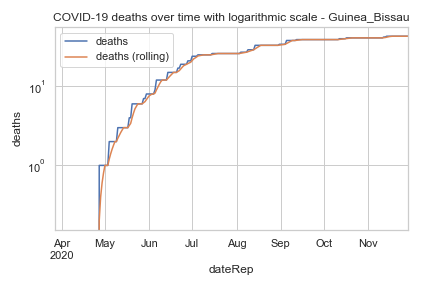 COVID-19 deaths over time with logarithmic scale - Guinea_Bissau
deaths
deaths (rolling)
10¹
10⁰
deaths
Apr May Jun Jul Aug Sep Oct Nov
2020
dateRep